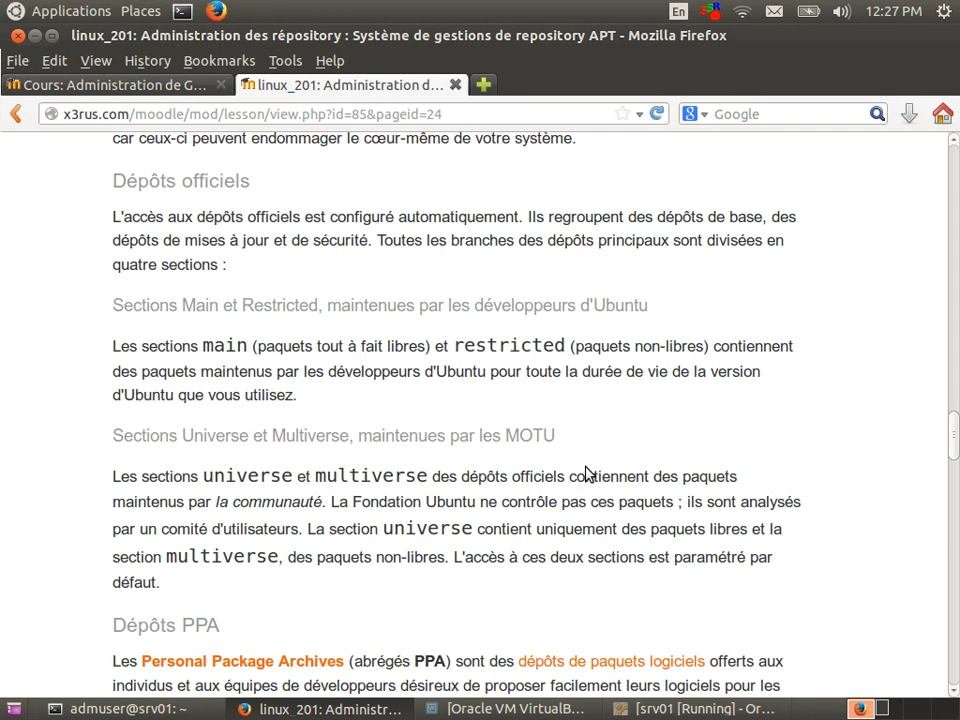 Applications Places En 12:27 PM
linux_201: Administration des répository : Système de gestions de repository APT - Mozilla Firefox
File Edit View History Bookmarks Tools Help
Cours: Administration de G... linux_201: Administration d...
x3rus.com/moodle/mod/lesson/view.php?id=85&pageid=24 Google
car ceux-ci peuvent endommager le cœur-même de votre système.
Dépôts officiels
L'accès aux dépôts officiels est configuré automatiquement. Ils regroupent des dépôts de base, des
dépôts de mises à jour et de sécurité. Toutes les branches des dépôts principaux sont divisées en
quatre sections :
Sections Main et Restricted, maintenues par les développeurs d'Ubuntu
Les sections main (paquets tout à fait libres) et restricted (paquets non-libres) contiennent
des paquets maintenus par les développeurs d'Ubuntu pour toute la durée de vie de la version
d'Ubuntu que vous utilisez.
Sections Universe et Multiverse, maintenues par les MOTU
Les sections universe et multiverse des dépôts officiels contiennent des paquets
maintenus par la communauté. La Fondation Ubuntu ne contrôle pas ces paquets ; ils sont analysés
par un comité d'utilisateurs. La section universe contient uniquement des paquets libres et la
section multiverse, des paquets non-libres. L'accès à ces deux sections est paramétré par
défaut.
Dépôts PPA
Les Personal Package Archives (abrégés PPA) sont des dépôts de paquets logiciels offerts aux
individus et aux équipes de développeurs désireux de proposer facilement leurs logiciels pour les
admuser@srv01: ~ linux_201: Administr... [Oracle VM VirtualB... [srv01 [Running] - Or...